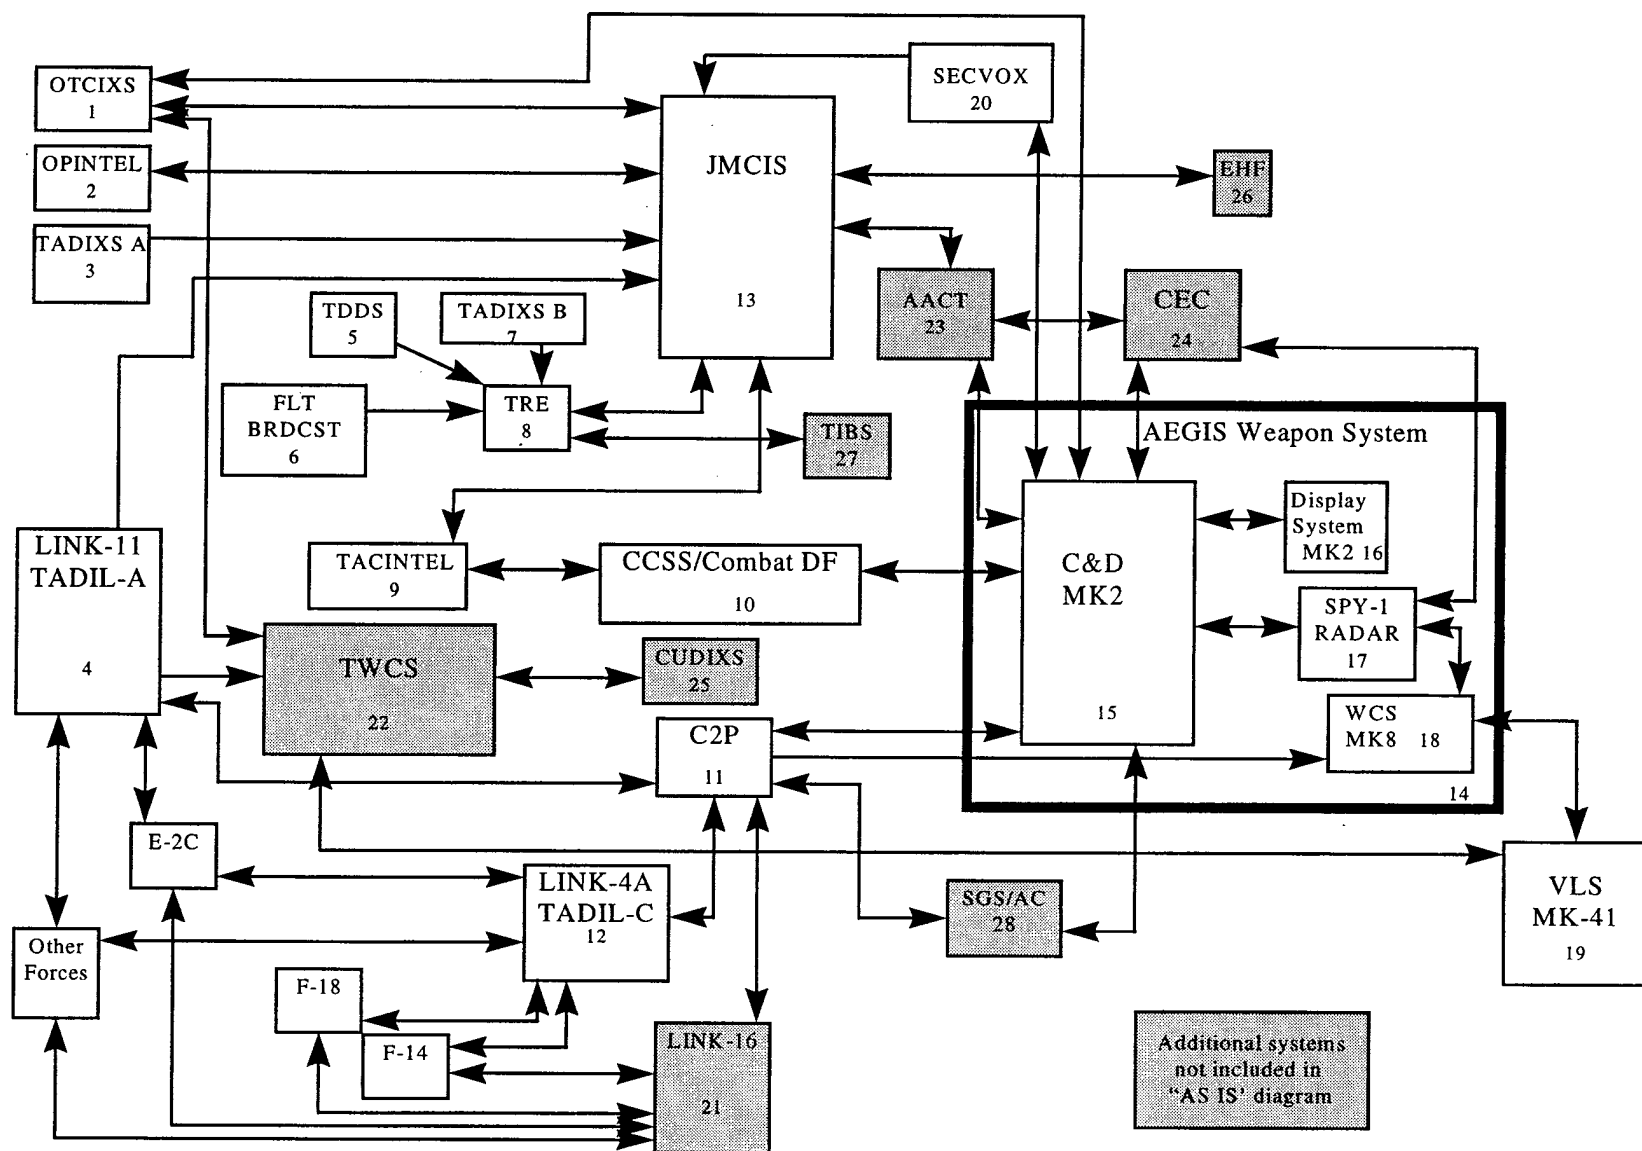 OTCIXS
1
OPINTEL
2
TADIXS A
3
SECVOX
20
JMCIS
13
EHF
26
AACT
23
CEC
24
TDDS
5
TADIXS B
7
FLT
BRDCST
6
TRE
8
TIBS
27
AEGIS Weapon System
LINK-11
TADIL-A
4
TACINTEL
9
CCSS/Combat DF
10
C&D
MK2
15
Display
System
MK2 16
SPY-1
RADAR
17
WCS
MK8 18
14
TWCS
22
CUDIXS
25
C2P
11
E-2C
LINK-4A
TADIL-C
12
SGS/AC
28
VLS
MK-41
19
Other
Forces
F-18
F-14
LINK-16
21
Additional systems
not included in
“AS IS’ diagram